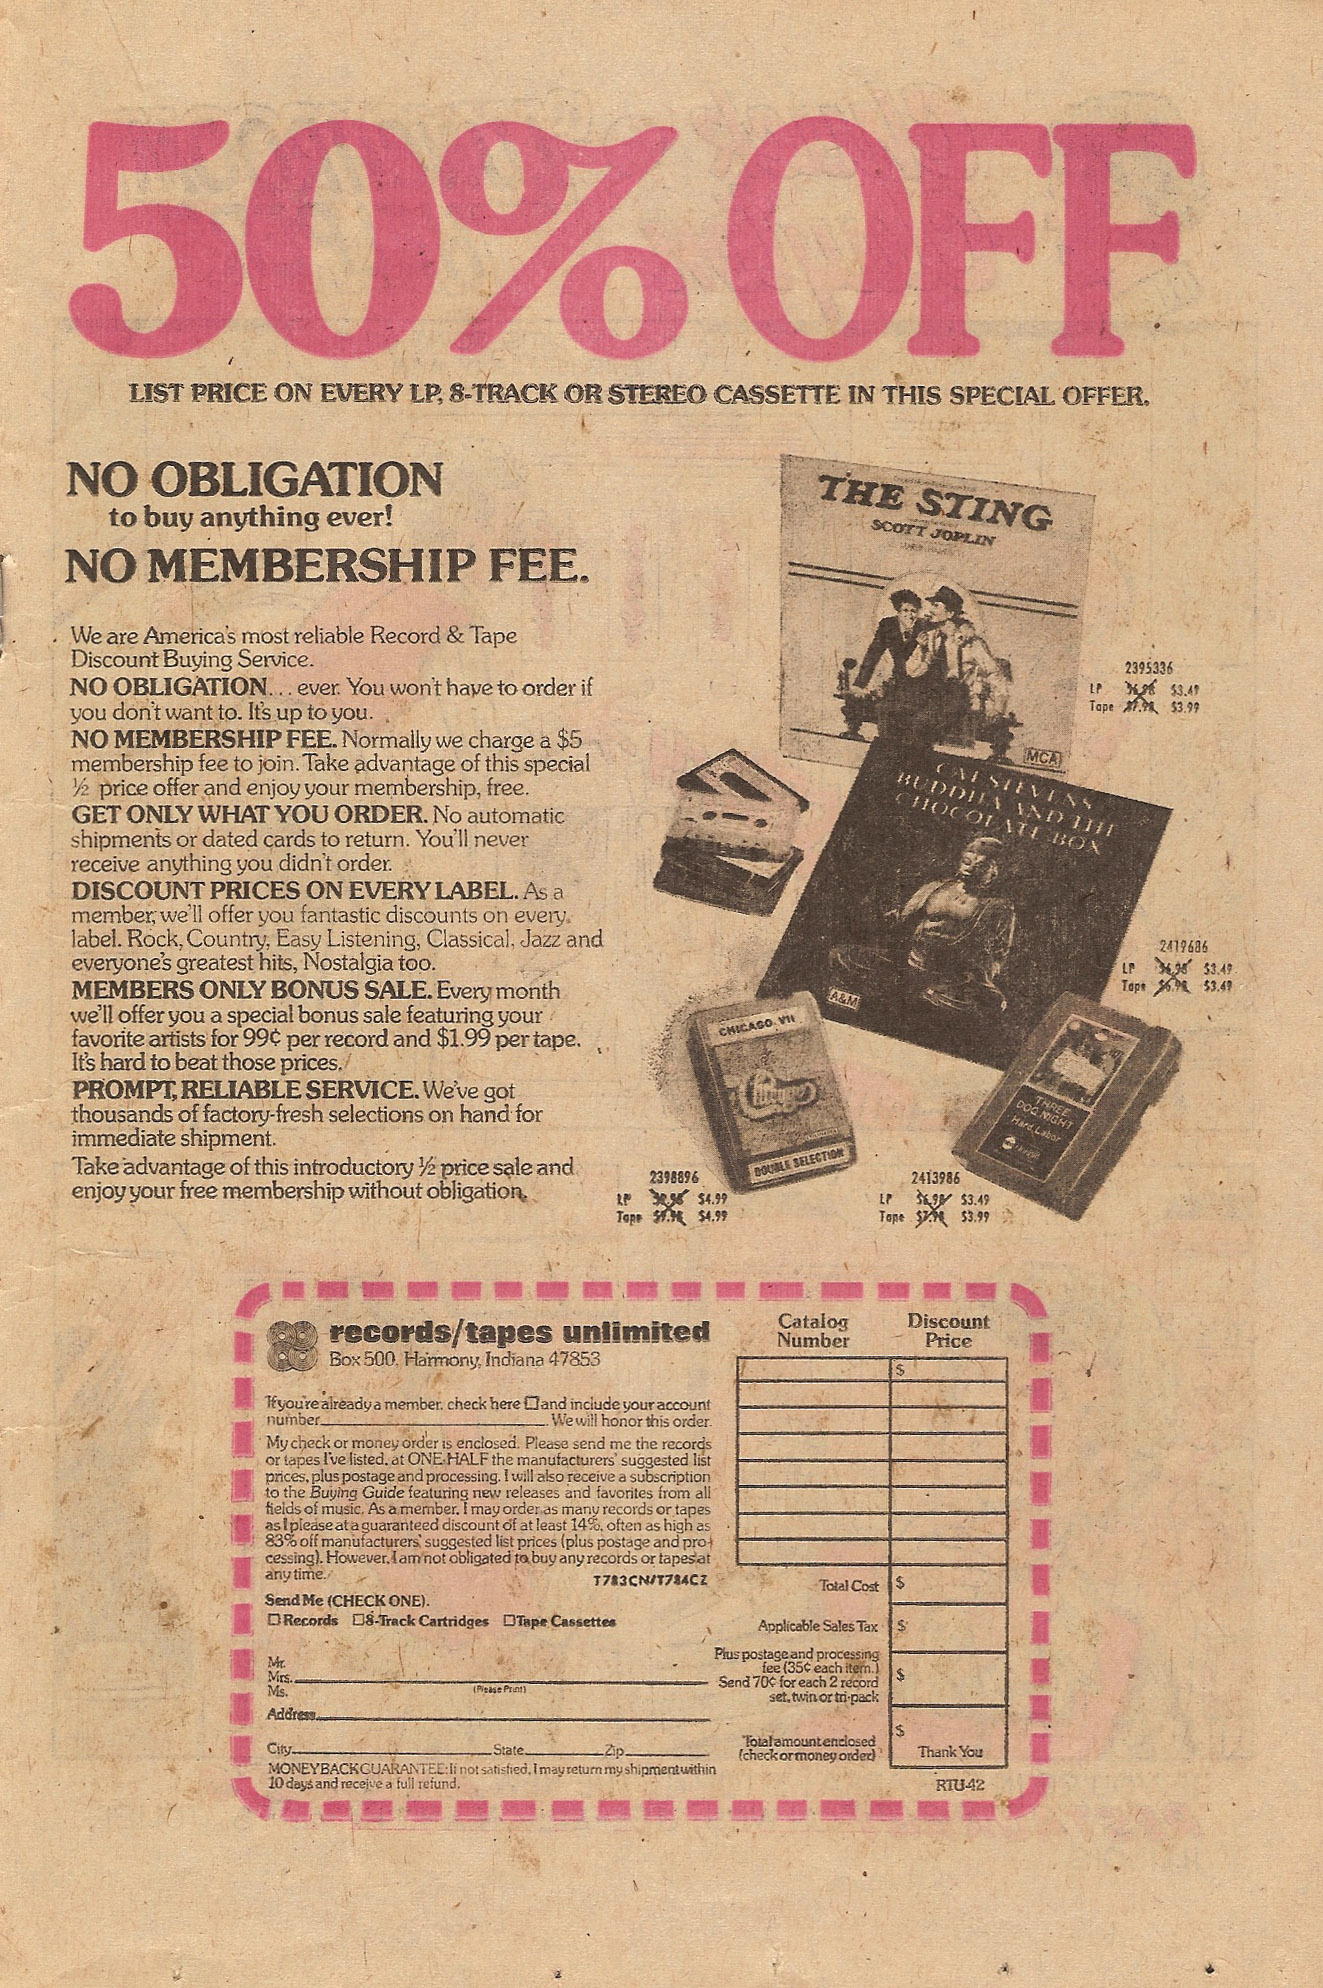 50% OFF
LIST PRICE ON EVERY LP, 8-TRACK OR STEREO CASSETTE IN THIS SPECIAL OFFER.
NO OBLIGATION
to buy anything ever!
NO MEMBERSHIP FEE.
We are America's most reliable Record & Tape
Discount Buying Service.
NO OBLIGATION... ever. You won't have to order if
you don't want to. It's up to you.
NO MEMBERSHIP FEE. Normally we charge a $5
membership fee to join. Take advantage of this special
½ price offer and enjoy your membership, free.
GET ONLY WHAT YOU ORDER. No automatic
shipments or dated cards to return. You'll never
receive anything you didn't order.
DISCOUNT PRICES ON EVERY LABEL. As a
member, we'll offer you fantastic discounts on every
label. Rock, Country, Easy Listening, Classical, Jazz and
everyone's greatest hits, Nostalgia too.
MEMBERS ONLY BONUS SALE. Every month
we'll offer you a special bonus sale featuring your
favorite artists for 99¢ per record and $1.99 per tape.
It's hard to beat those prices.
PROMPT, RELIABLE SERVICE. We've got
thousands of factory-fresh selections on hand for
immediate shipment.
Take advantage of this introductory ½ price sale and
enjoy your free membership without obligation.
THE STING
SCOTT JOPLIN
MCA
2395336
LP $6.98 $3.49
Tape $7.98 $3.99
CAT STEVENS
BUDDHA AND THE
CHOCOLATE BOX
A&M
2419686
LP $6.98 $3.49
Tape $6.98 $3.49
CHICAGO VII
Chicago
DOUBLE SELECTION
2398896
LP $9.98 $4.99
Tape $9.98 $4.99
THREE
DOG NIGHT
Hard Labor
2413986
LP $6.98 $3.49
Tape $7.98 $3.99
records/tapes unlimited
Box 500, Harmony, Indiana 47853
If you're already a member, check here ☐ and include your account
number We will honor this order.
My check or money order is enclosed. Please send me the records
or tapes I've listed, at ONE-HALF the manufacturers' suggested list
prices, plus postage and processing. I will also receive a subscription
to the Buying Guide featuring new releases and favorites from all
fields of music. As a member, I may order as many records or tapes
as I please at a guaranteed discount of at least 14%, often as high as
83% off manufacturers' suggested list prices (plus postage and pro-
cessing). However, I am not obligated to buy any records or tapes at
any time.
T783CN/T784CZ
Send Me (CHECK ONE).
☐ Records ☐ 8-Track Cartridges ☐ Tape Cassettes
Mr.
Mrs.
Ms.
(Please Print)
Address
City State Zip
MONEY BACK GUARANTEE: If not satisfied, I may return my shipment within
10 days and receive a full refund.
Catalog
Number
Discount
Price
$
Total Cost $
Applicable Sales Tax $
Plus postage and processing
fee (35¢ each item.)
Send 70¢ for each 2 record
set, twin or tri-pack
$
Total amount enclosed
(check or money order)
$
Thank You
RTU-42